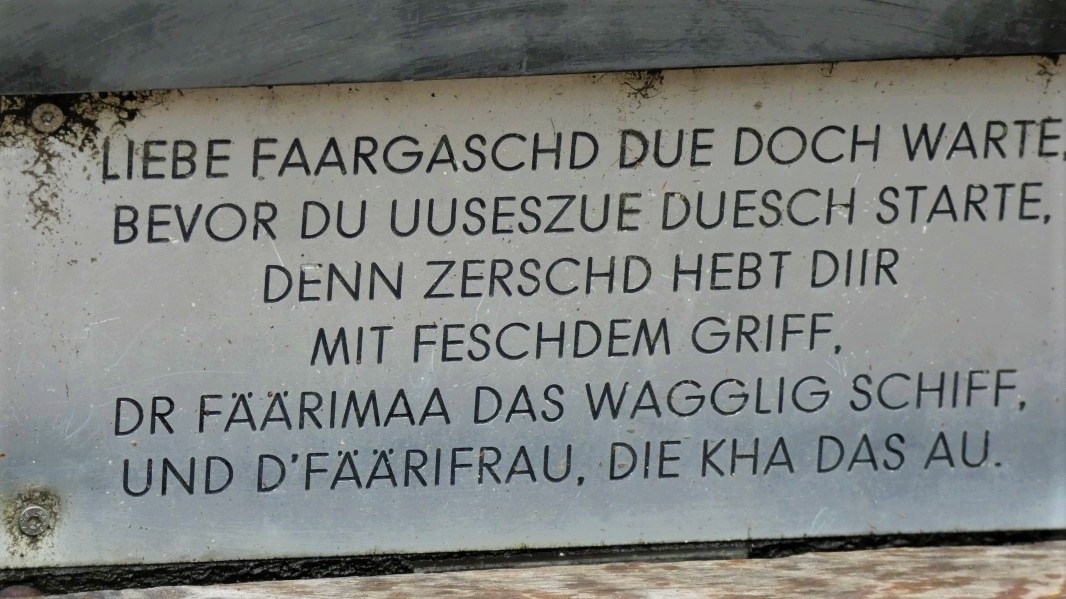 LIEBE FAARGASCHD DUE DOCH WARTE,
BEVOR DU UUSESZUE DUESCH STARTE,
DENN ZERSCHD HEBT DIIR
MIT FESCHDEM GRIFF,
DR FÄÄRIMAA DAS WAGGLIG SCHIFF,
UND D'FÄÄRIFRAU, DIE KHA DAS AU.